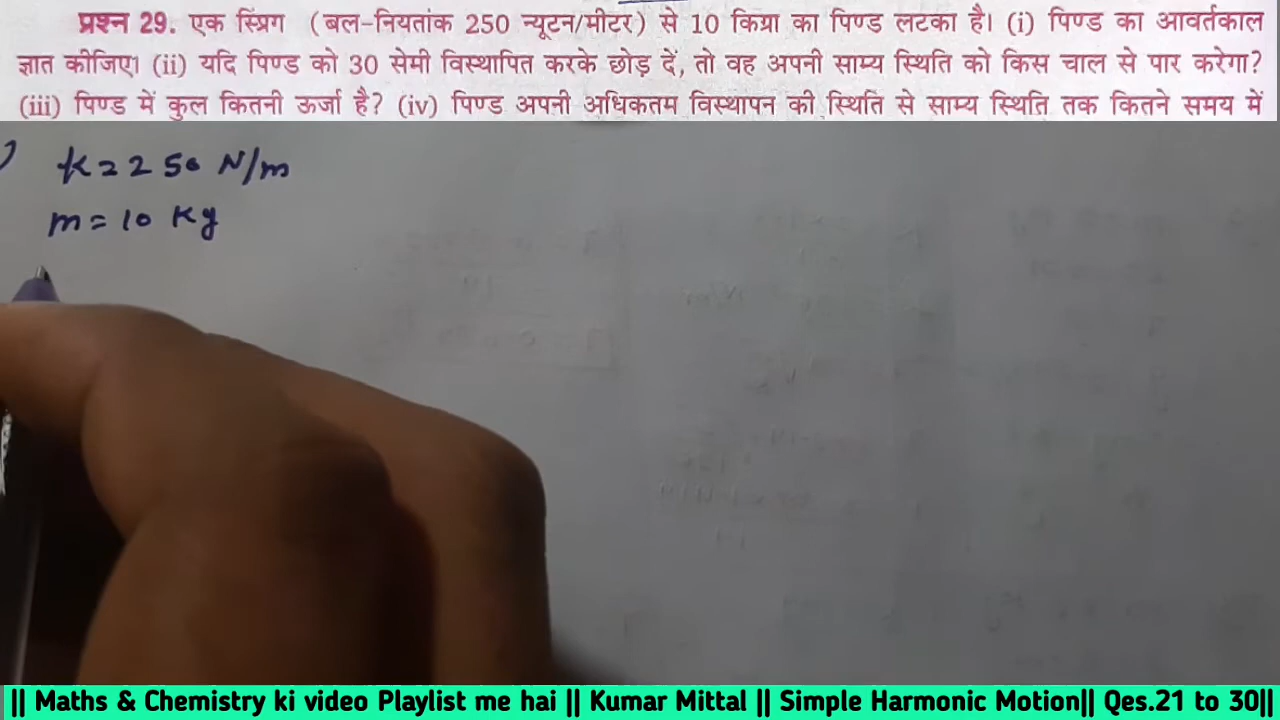 प्रश्न 29. एक स्प्रिग (बल-नियतांक 250 न्यूटन/मीटर) से 10 किग्रा का पिण्ड लटका है। (i) पिण्ड का आवर्तकाल
ज्ञात कीजिए। (ii) यदि पिण्ड को 30 सेमी विस्थापित करके छोड़ दें, तो वह अपनी साम्य स्थिति को किस चाल से पार करेगा?
(iii) पिण्ड में कुल कितनी ऊर्जा है? (iv) पिण्ड अपनी अधिकतम विस्थापन की स्थिति से साम्य स्थिति तक कितने समय में
K = 250 N/m
m = 10 Kg
|| Maths & Chemistry ki video Playlist me hai || Kumar Mittal || Simple Harmonic Motion|| Qes.21 to 30||